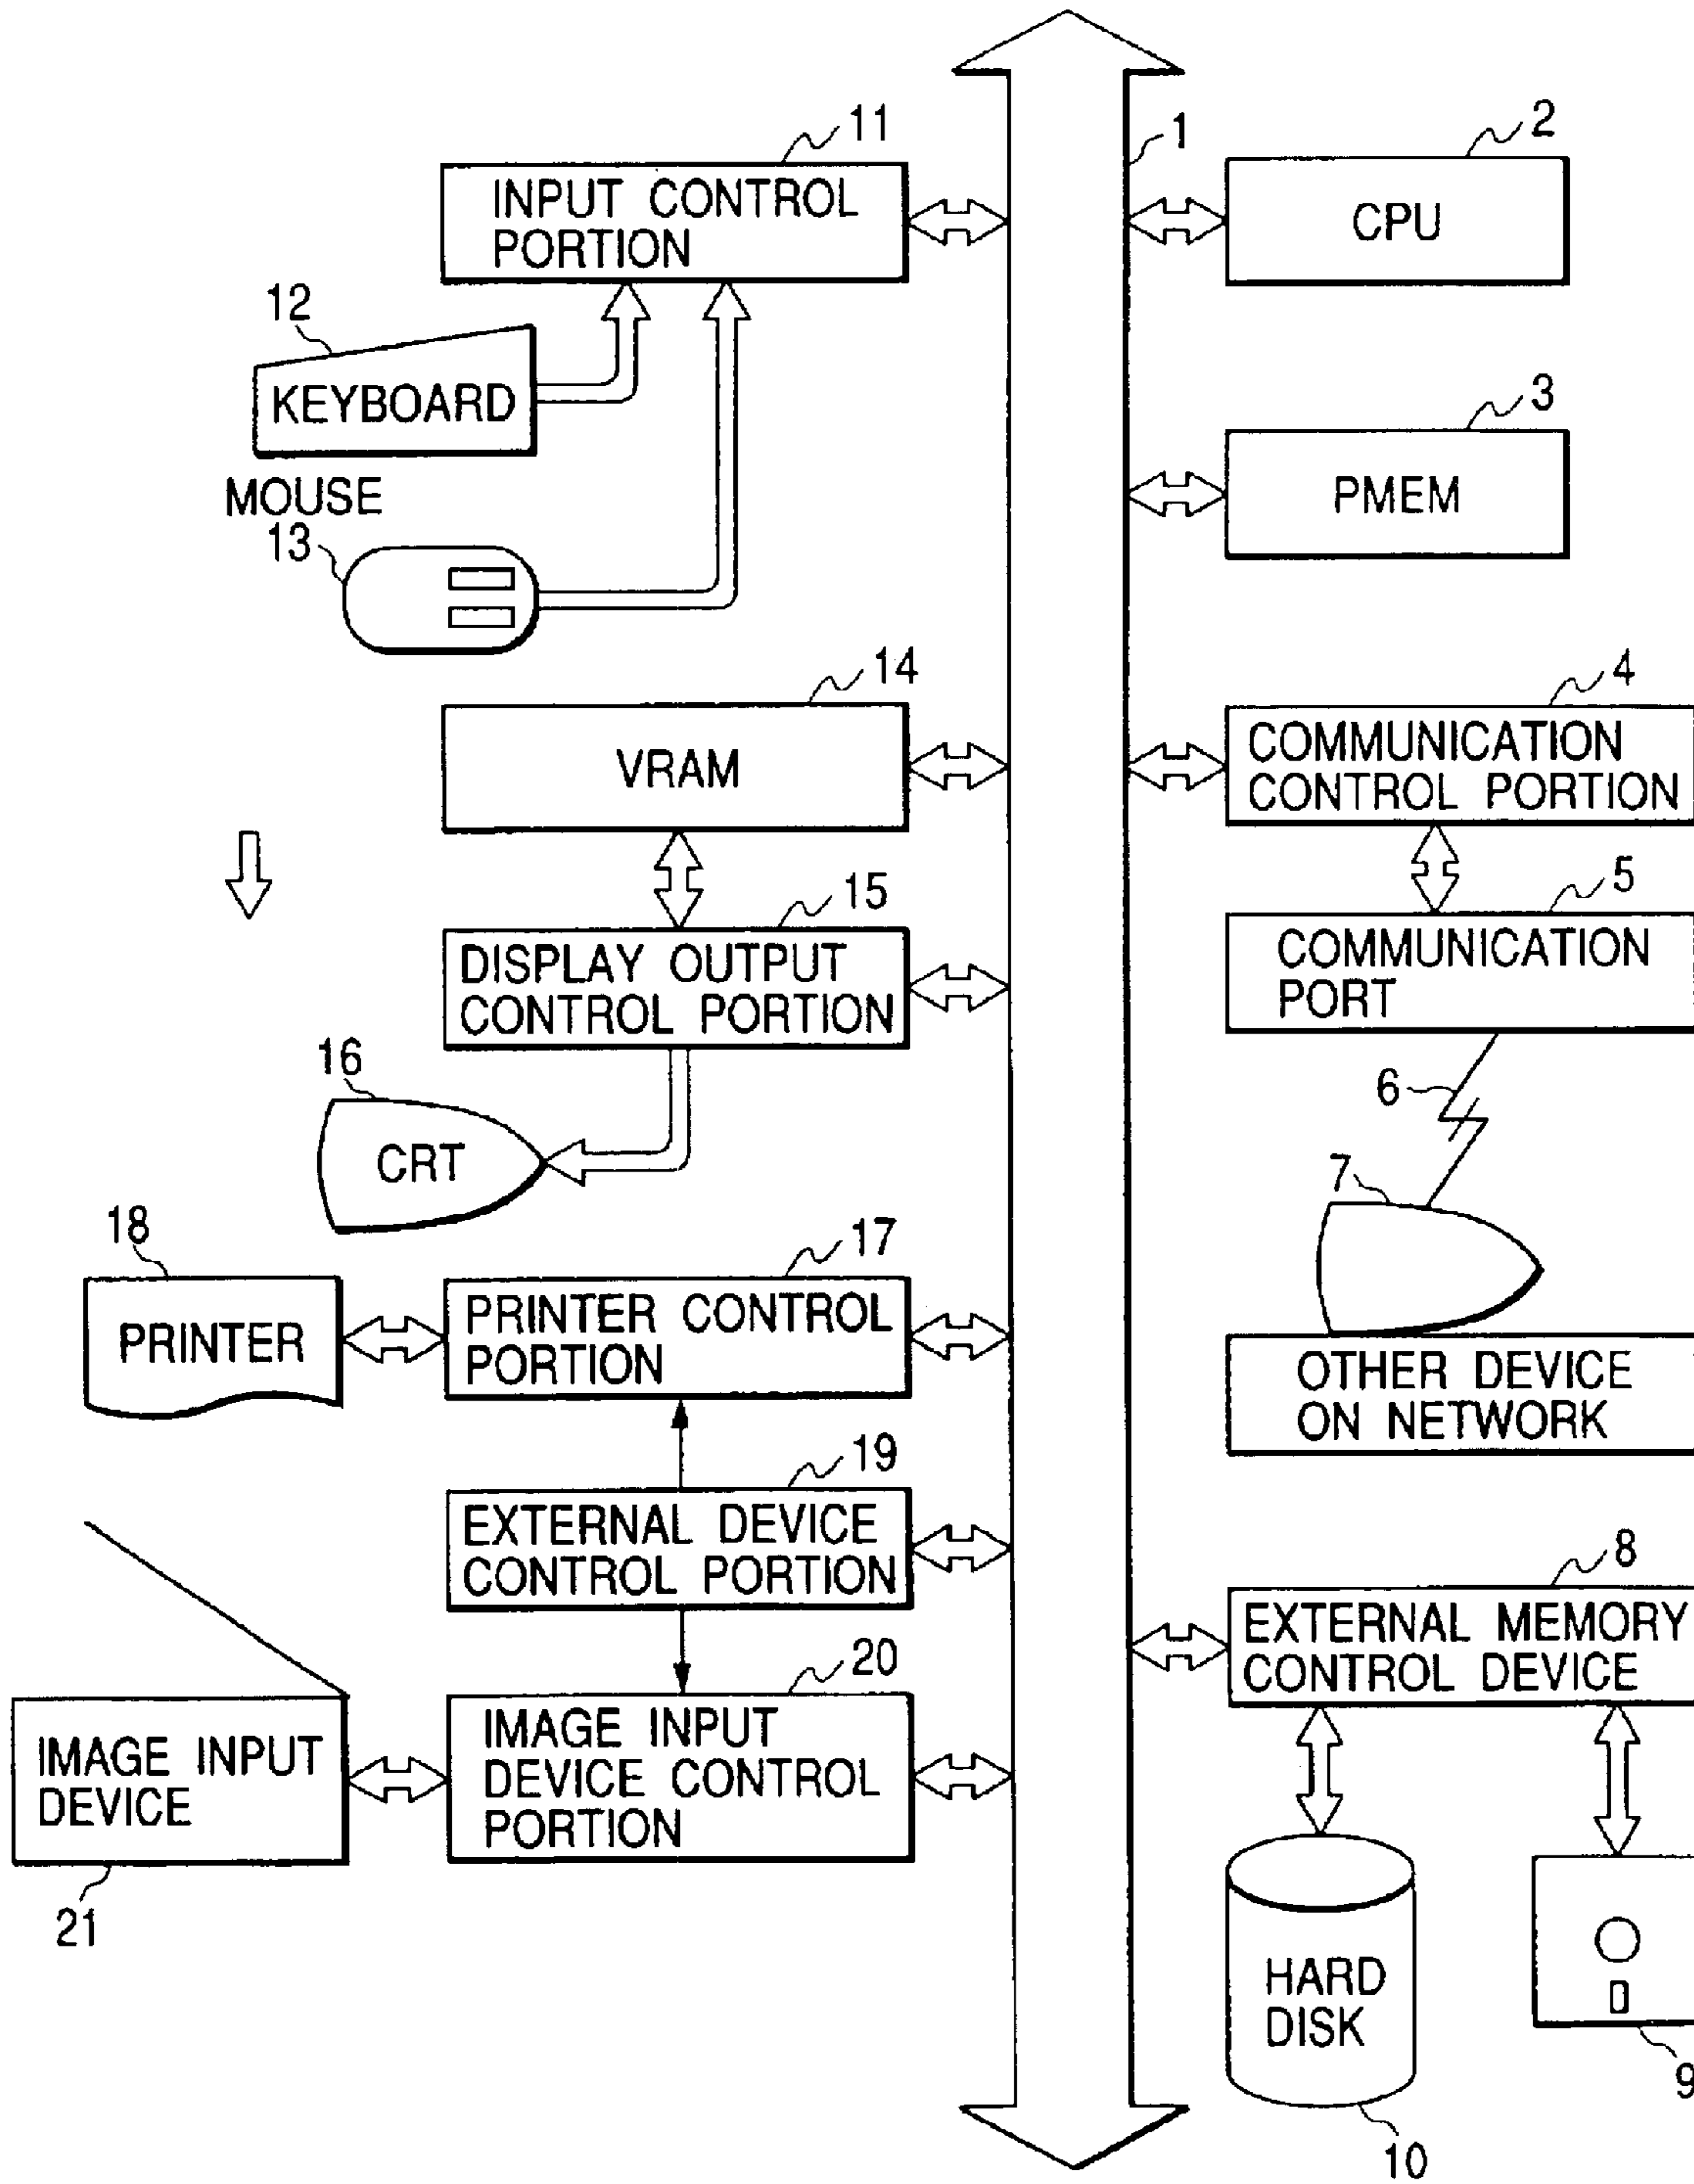 11
INPUT CONTROL
PORTION
12
KEYBOARD
MOUSE
13
14
VRAM
15
DISPLAY OUTPUT
CONTROL PORTION
16
CRT
18
PRINTER
17
PRINTER CONTROL
PORTION
19
EXTERNAL DEVICE
CONTROL PORTION
20
IMAGE INPUT
DEVICE CONTROL
PORTION
IMAGE INPUT
DEVICE
21
1
2
CPU
3
PMEM
4
COMMUNICATION
CONTROL PORTION
5
COMMUNICATION
PORT
6
7
OTHER DEVICE
ON NETWORK
8
EXTERNAL MEMORY
CONTROL DEVICE
HARD
DISK
10
9